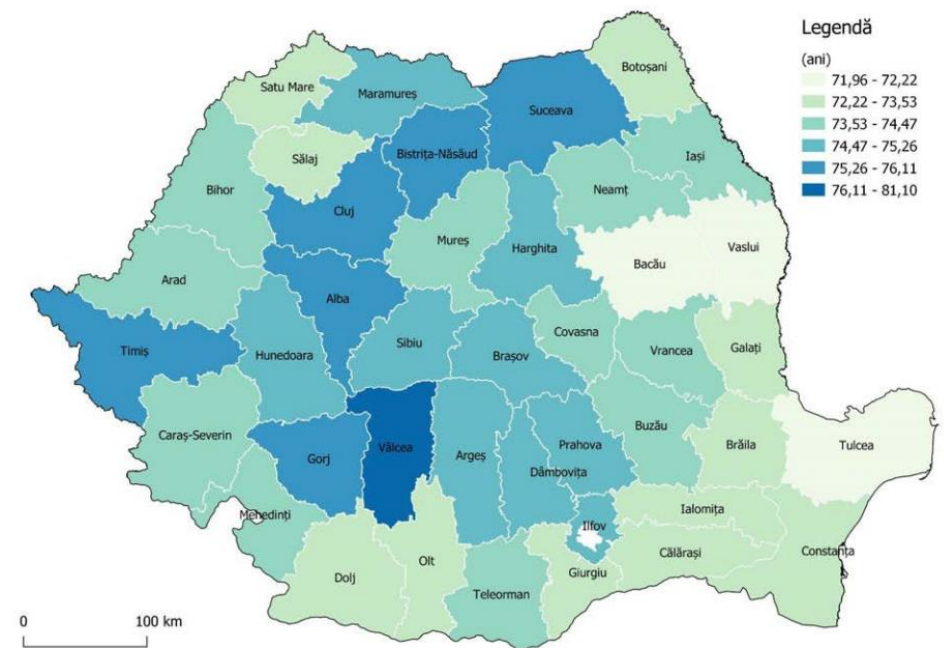 Legendă
(ani)
71,96 - 72,22
72,22 - 73,53
73,53 - 74,47
74,47 - 75,26
75,26 - 76,11
76,11 - 81,10
Botoșani
Satu Mare
Maramureș
Suceava
Sălaj
Bistrița-Năsăud
Iași
Bihor
Neamț
Cluj
Mureș
Harghita
Vaslui
Bacău
Arad
Alba
Timiș
Hunedoara
Sibiu
Brașov
Covasna
Vrancea
Galați
Caraș-Severin
Vâlcea
Gorj
Argeș
Prahova
Buzău
Brăila
Tulcea
Dâmbovița
Mehedinți
Ilfov
Ialomița
Constanța
Călărași
Dolj
Olt
Giurgiu
Teleorman
0 100 km